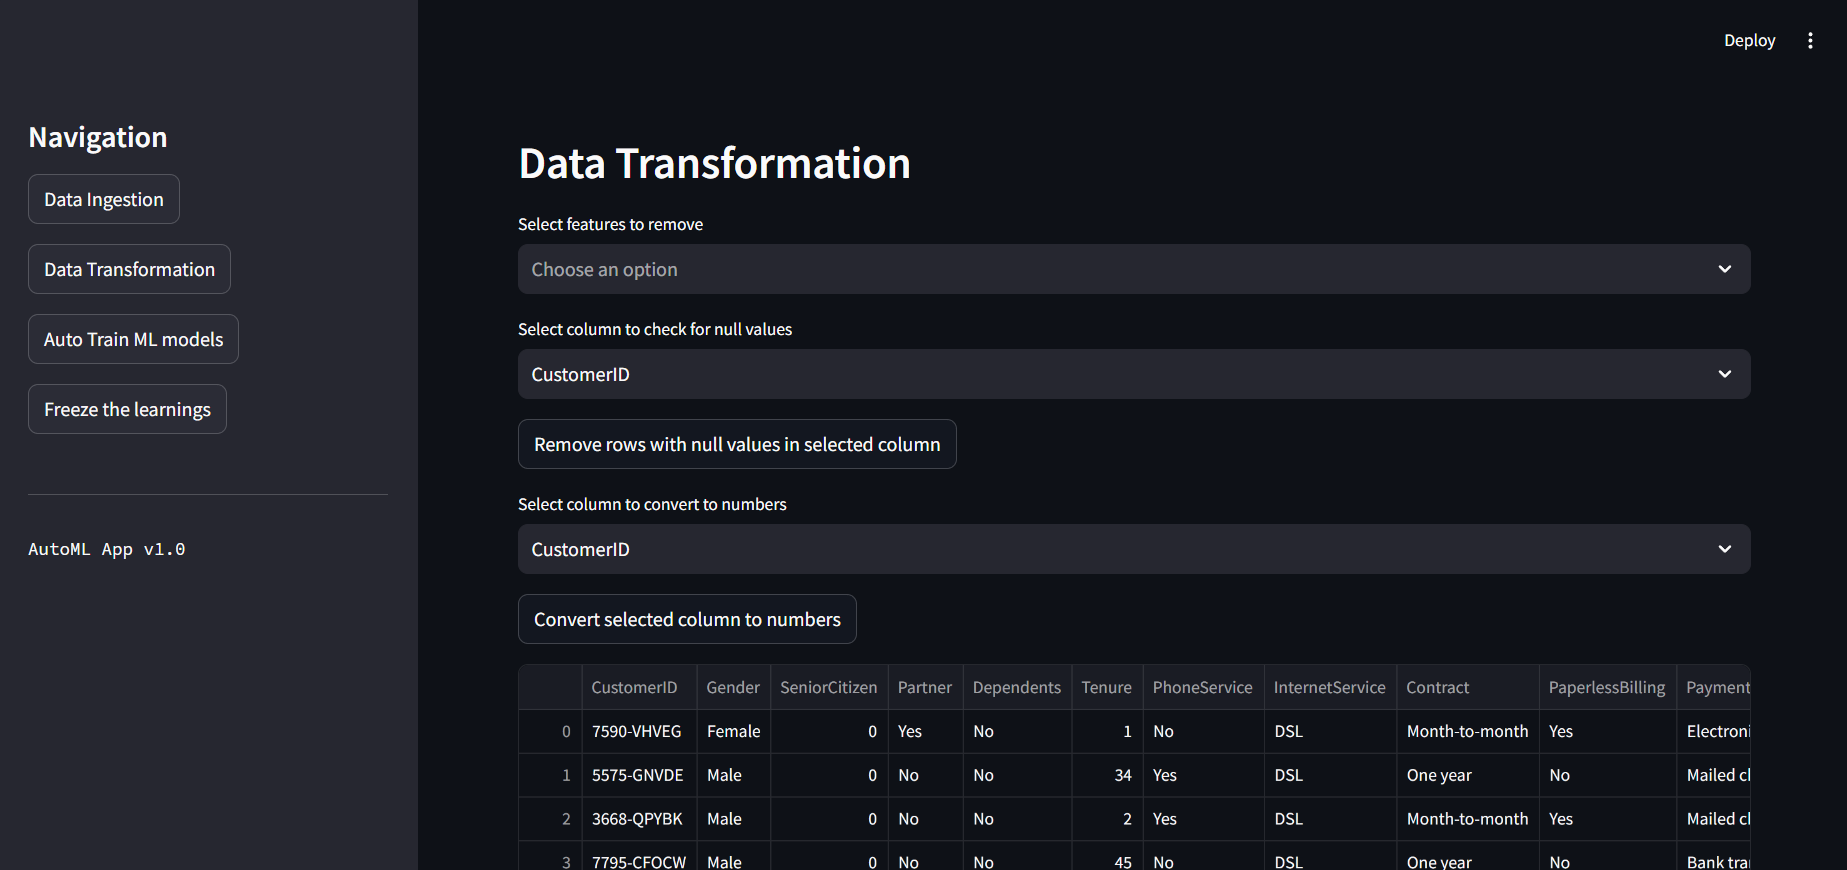 Deploy
Navigation
Data Ingestion
Data Transformation
Auto Train ML models
Freeze the learnings
AutoML App v1.0
Data Transformation
Select features to remove
Choose an option
Select column to check for null values
CustomerID
Remove rows with null values in selected column
Select column to convert to numbers
CustomerID
Convert selected column to numbers
CustomerID Gender SeniorCitizen Partner Dependents Tenure PhoneService InternetService Contract PaperlessBilling Payment
0 7590-VHVEG Female 0 Yes No 1 No DSL Month-to-month Yes Electroni
1 5575-GNVDE Male 0 No No 34 Yes DSL One year No Mailed
2 3668-QPYBK Male 0 No No 2 Yes DSL Month-to-month Yes Mailed
3 7795-CFOCW Male 0 No No 45 No DSL One year No Bank